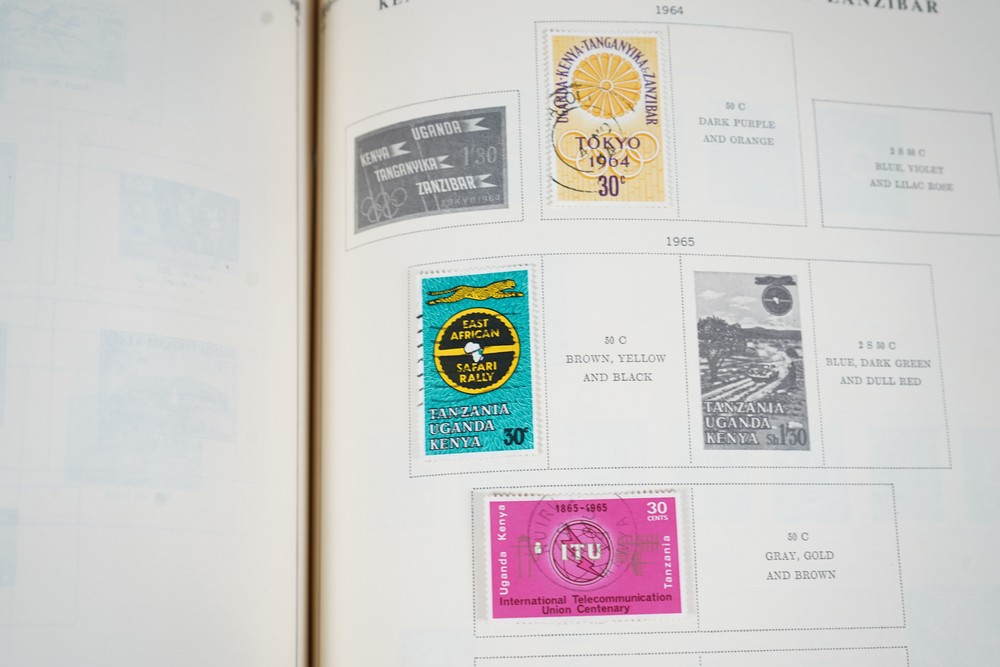 ZANZIBAR
1964
UGANDA
KENYA
1'30
TANGANYIKA
ZANZIBAR
TOKYO 1964
UGANDA·KENYA·TANGANYIKA&ZANZIBAR
TOKYO
1964
30c
50 C
DARK PURPLE
AND ORANGE
2 S 50 C
BLUE, VIOLET
AND LILAC ROSE
1965
EAST
AFRICAN
SAFARI
RALLY
TANZANIA
UGANDA
KENYA 30c
50 C
BROWN, YELLOW
AND BLACK
TANZANIA
UGANDA
KENYA Sh1'30
2 S 50 C
BLUE, DARK GREEN
AND DULL RED
1865-1965
30
CENTS
Uganda Kenya
ITU
Tanzania
International Telecommunication
Union Centenary
50 C
GRAY, GOLD
AND BROWN